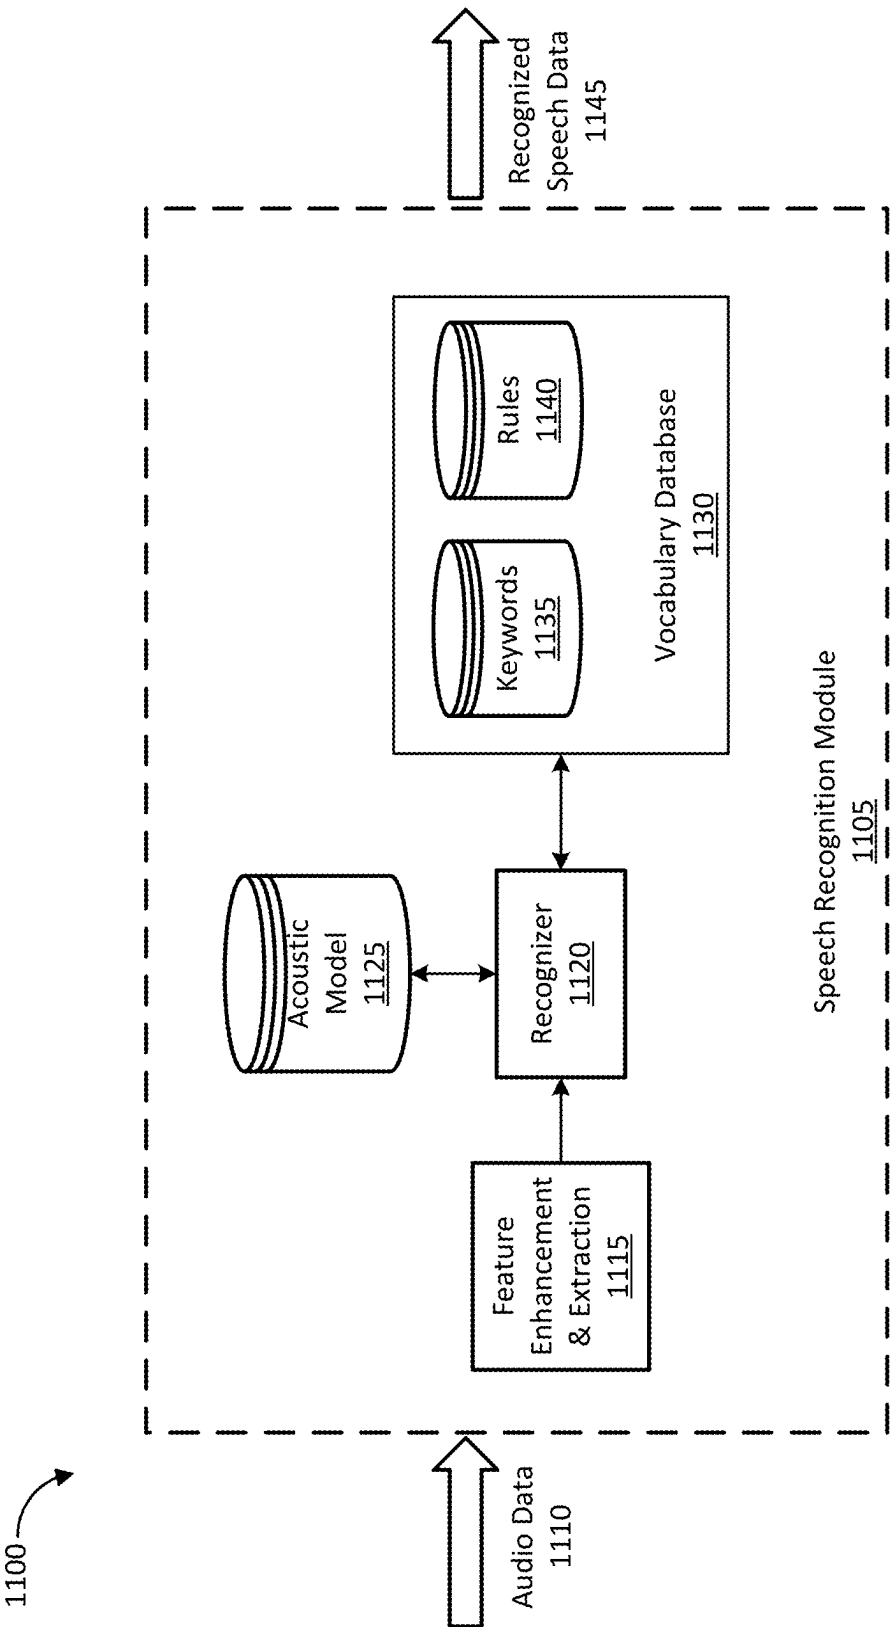 1100
Audio Data
1110
Feature
Enhancement
& Extraction
1115
Acoustic
Model
1125
Recognizer
1120
Keywords
1135
Rules
1140
Vocabulary Database
1130
Speech Recognition Module
1105
Recognized
Speech Data
1145